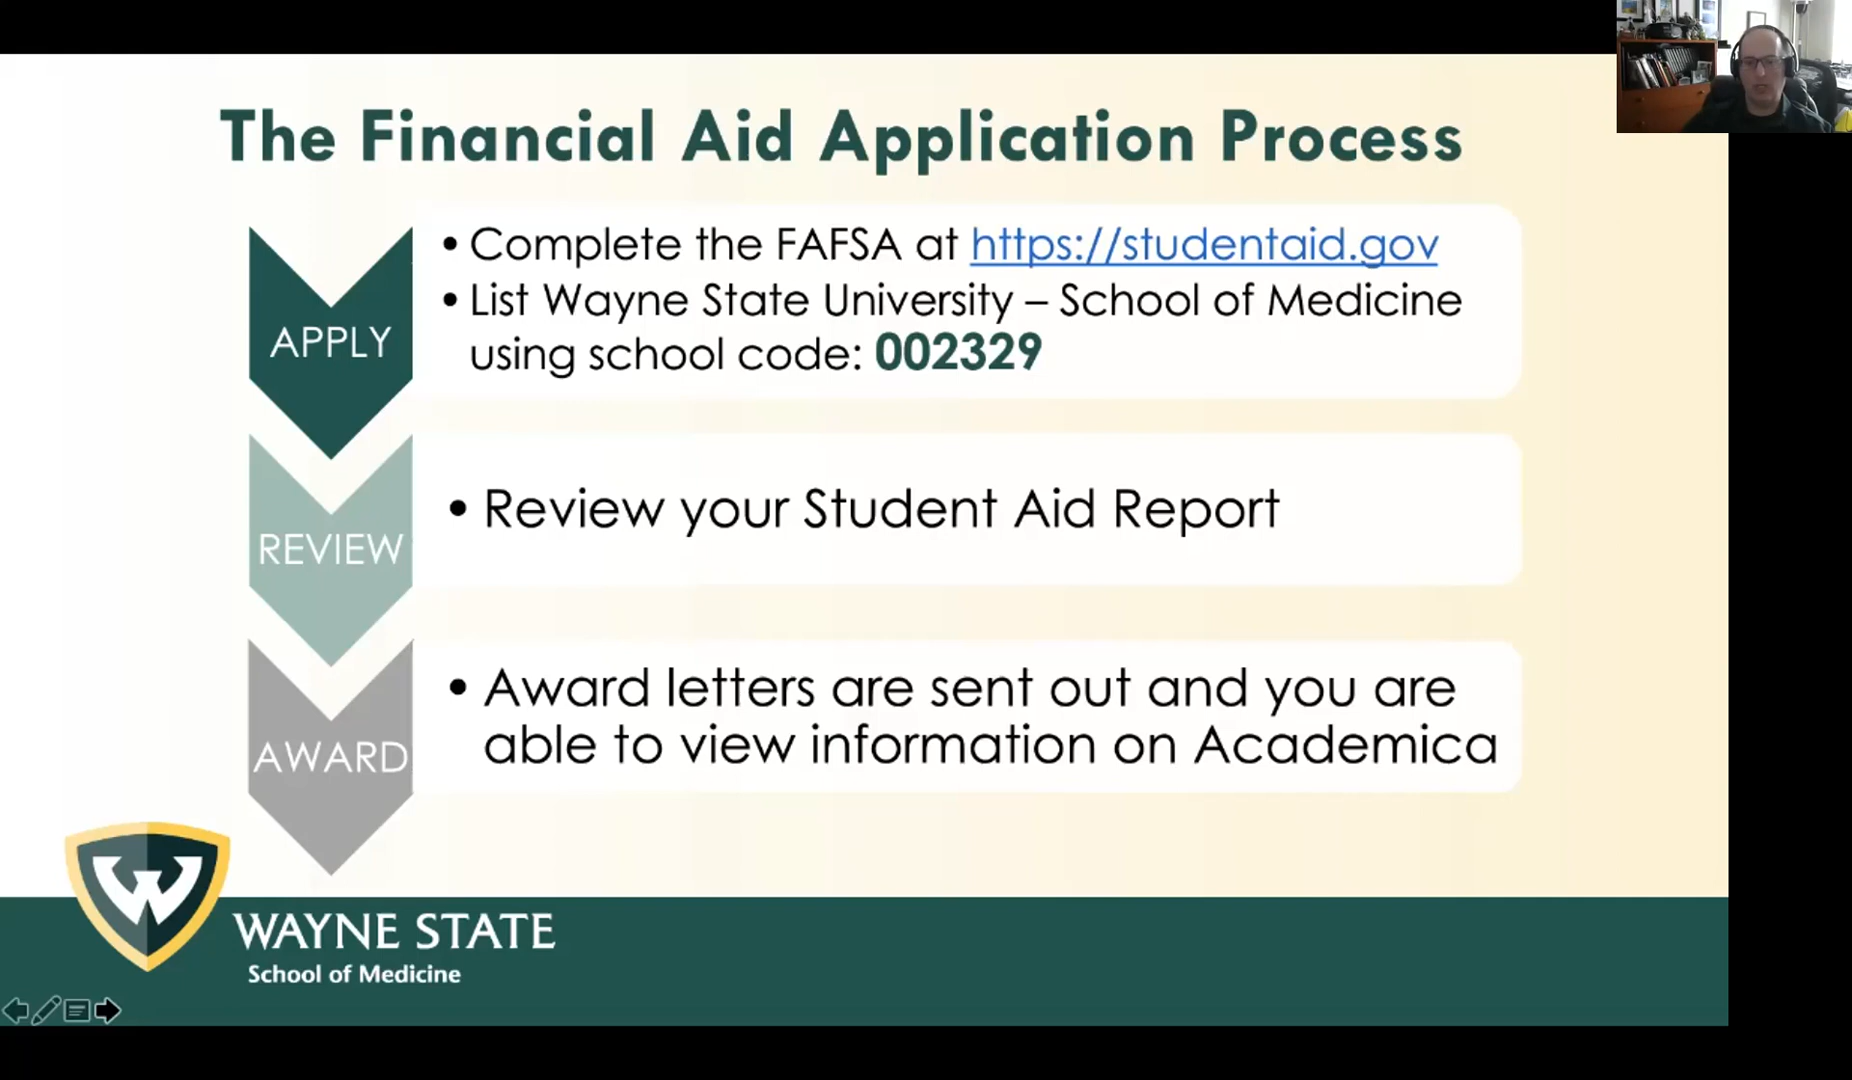 The Financial Aid Application Process
APPLY
• Complete the FAFSA at https://studentaid.gov
• List Wayne State University – School of Medicine
using school code: 002329
REVIEW
• Review your Student Aid Report
AWARD
• Award letters are sent out and you are
able to view information on Academica
W
WAYNE STATE
School of Medicine